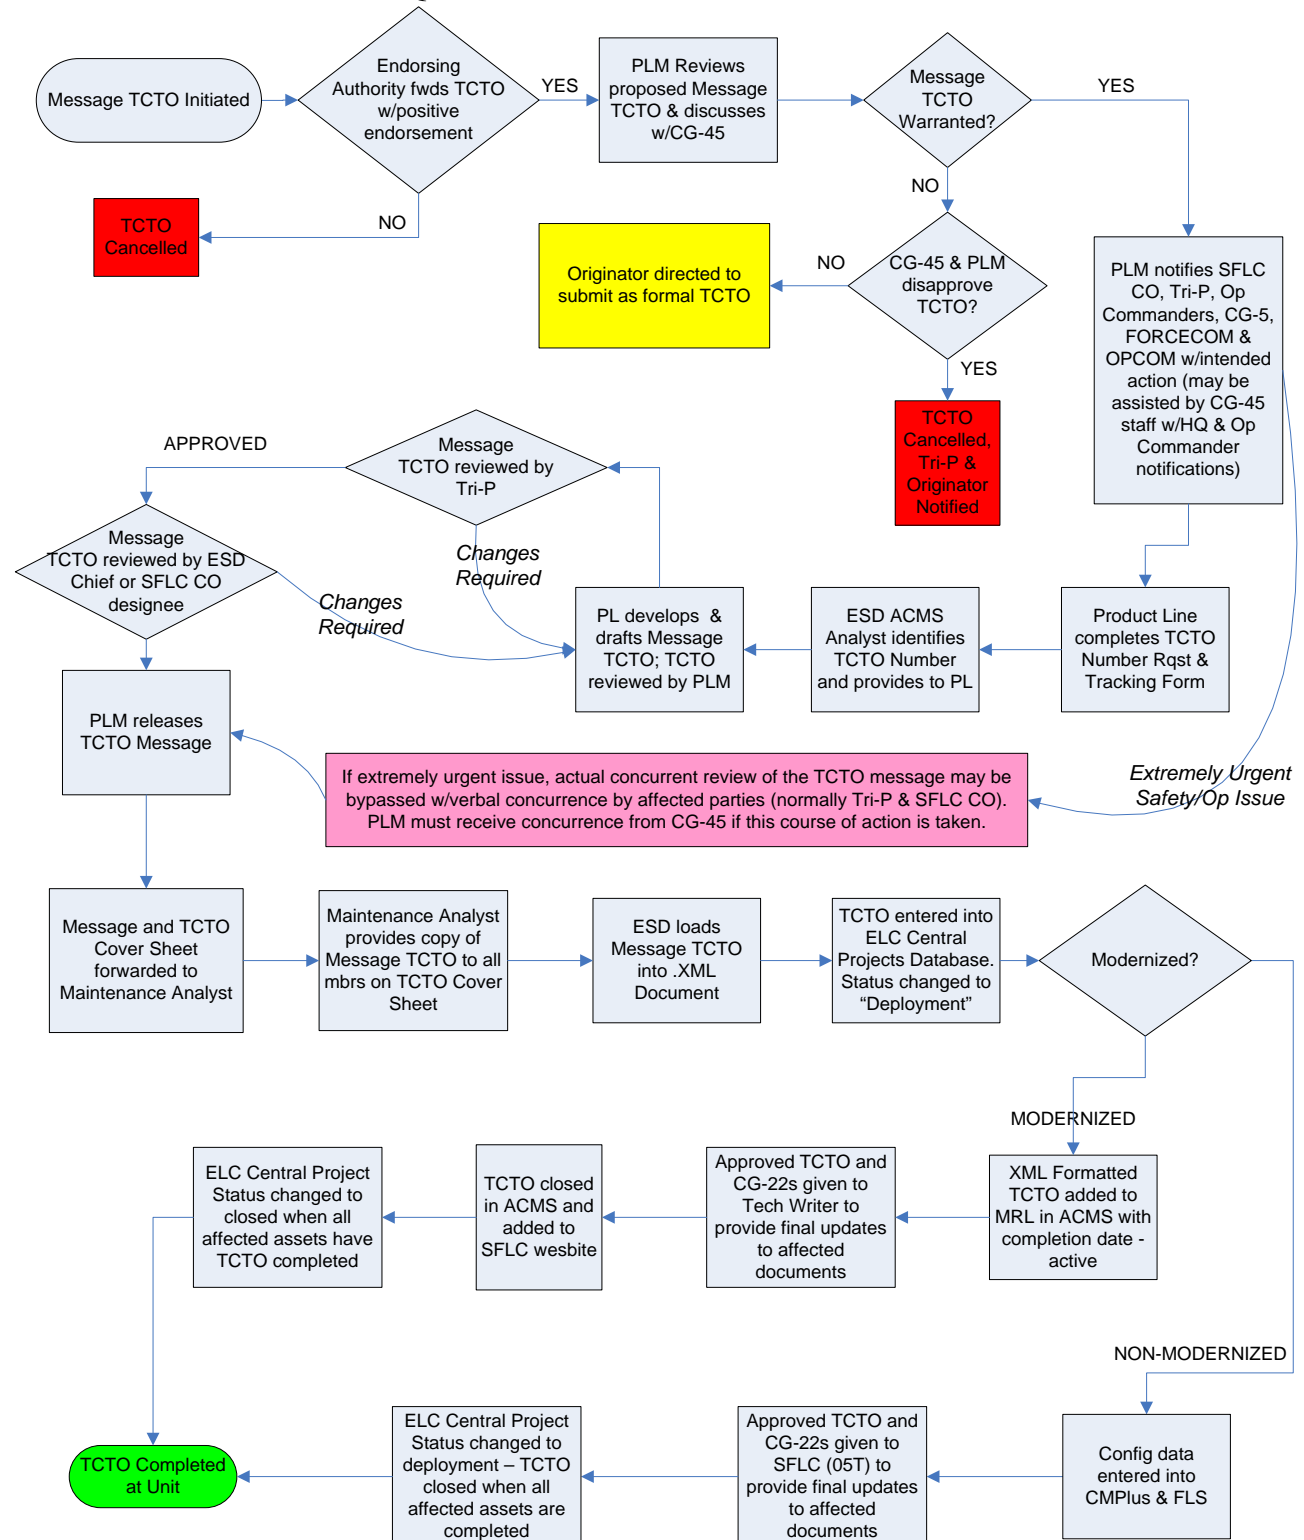 Message TCTO Initiated
Endorsing
Authority fwds TCTO
w/positive
endorsement
YES
PLM Reviews
proposed Message
TCTO & discusses
w/CG-45
Message
TCTO
Warranted?
YES
NO
TCTO
Cancelled
NO
Originator directed to
submit as formal TCTO
NO
CG-45 & PLM
disapprove
TCTO?
YES
PLM notifies SFLC
CO, Tri-P, Op
Commanders, CG-5,
FORCECOM &
OPCOM w/intended
action (may be
assisted by CG-45
staff w/HQ & Op
Commander
notifications)
TCTO
Cancelled,
Tri-P &
Originator
Notified
APPROVED
Message
TCTO reviewed by
Tri-P
Changes
Required
Message
TCTO reviewed by ESD
Chief or SFLC CO
designee
Changes
Required
PL develops  &
drafts Message
TCTO; TCTO
reviewed by PLM
ESD ACMS
Analyst identifies
TCTO Number
and provides to PL
Product Line
completes TCTO
Number Rqst &
Tracking Form
PLM releases
TCTO Message
If extremely urgent issue, actual concurrent review of the TCTO message may be
bypassed w/verbal concurrence by affected parties (normally Tri-P & SFLC CO).
PLM must receive concurrence from CG-45 if this course of action is taken.
Extremely Urgent
Safety/Op Issue
Message and TCTO
Cover Sheet
forwarded to
Maintenance Analyst
Maintenance Analyst
provides copy of
Message TCTO to all
mbrs on TCTO Cover
Sheet
ESD loads
Message TCTO
into .XML
Document
TCTO entered into
ELC Central
Projects Database.
Status changed to
“Deployment”
Modernized?
MODERNIZED
ELC Central Project
Status changed to
closed when all
affected assets have
TCTO completed
TCTO closed
in ACMS and
added to
SFLC wesbite
Approved TCTO and
CG-22s given to
Tech Writer to
provide final updates
to affected
documents
XML Formatted
TCTO added to
MRL in ACMS with
completion date -
active
NON-MODERNIZED
TCTO Completed
at Unit
ELC Central Project
Status changed to
deployment – TCTO
closed when all
affected assets are
completed
Approved TCTO and
CG-22s given to
SFLC (05T) to
provide final updates
to affected
documents
Config data
entered into
CMPlus & FLS